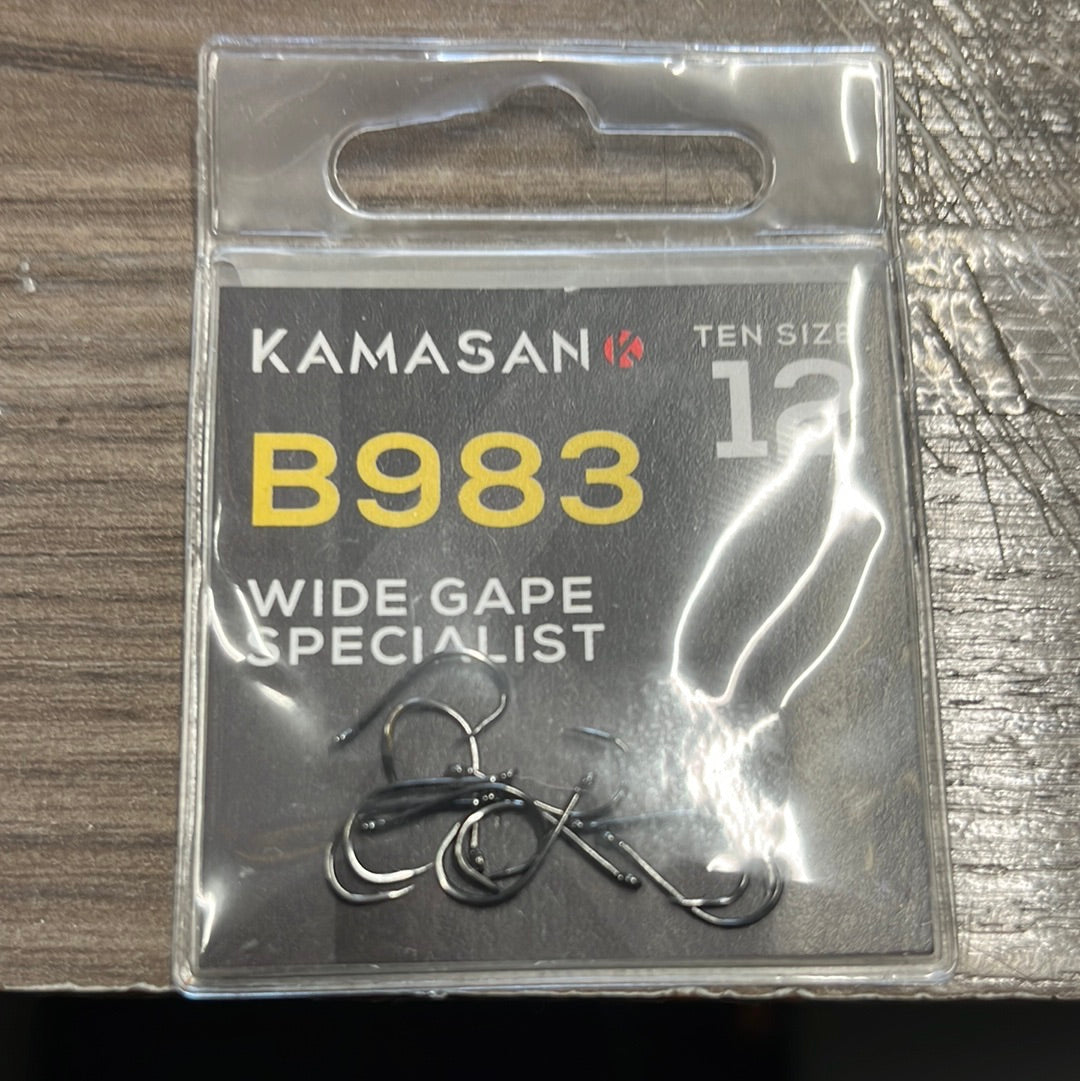 KAMASAN K
TEN SIZE
12
B983
WIDE GAPE
SPECIALIST